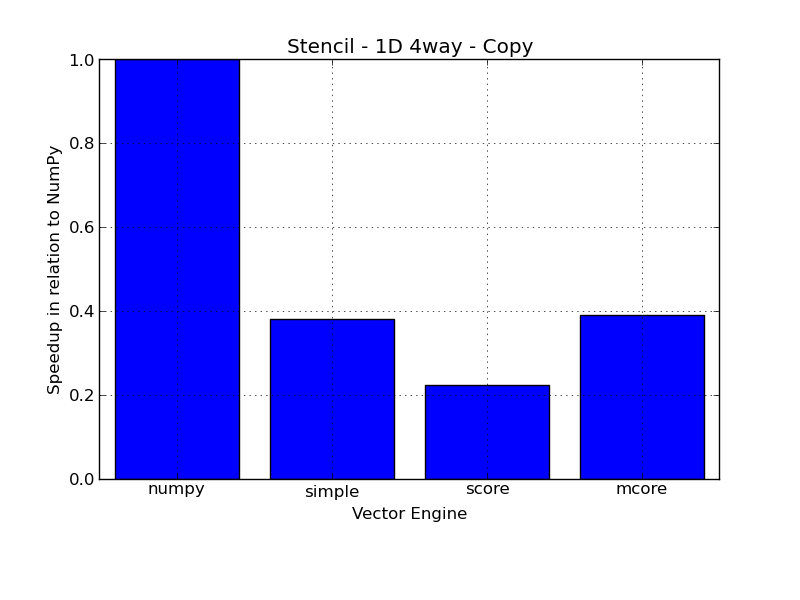 Stencil - 1D 4way - Copy
Speedup in relation to NumPy
1.0
0.8
0.6
0.4
0.2
0.0
numpy simple score mcore
Vector Engine